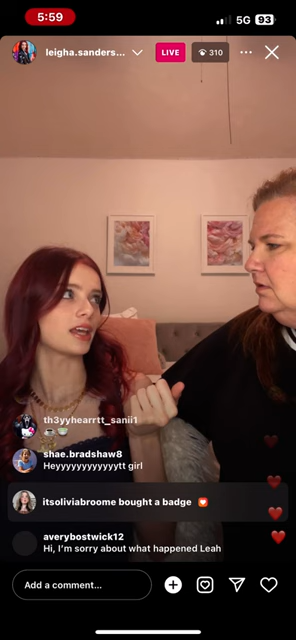 5:59
5G 93
leigha.sanders...
LIVE
310
th3yyhearrtt_sanii1
shae.bradshaw8
Heyyyyyyyyyyyytt girl
itsoliviabroome bought a badge
averybostwick12
Hi, I'm sorry about what happened Leah
Add a comment...